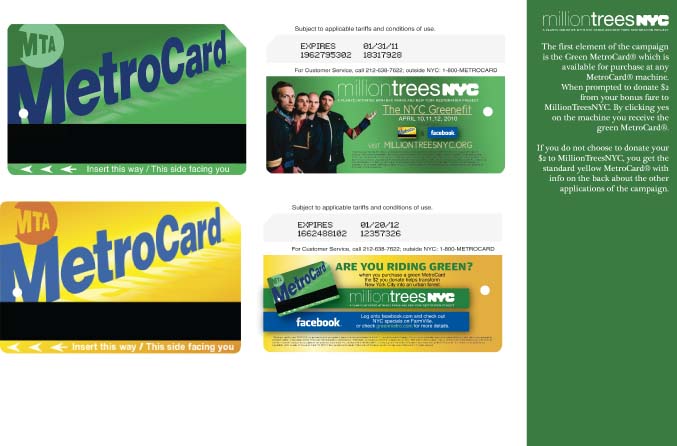 MTA
MetroCard
Insert this way / This side facing you
Subject to applicable tariffs and conditions of use.
EXPIRES 01/31/11
1962795302 18317928
For Customer Service, call 212-638-7622; outside NYC: 1-800-METROCARD
milliontreesNYC
The NYC Greenefit
APRIL 10,11,12, 2010
facebook
visit MILLIONTREESNYC.ORG
MTA
MetroCard
Insert this way / This side facing you
Subject to applicable tariffs and conditions of use.
EXPIRES 01/20/12
1662488102 12357326
For Customer Service, call 212-638-7622; outside NYC: 1-800-METROCARD
MetroCard
ARE YOU RIDING GREEN?
when you purchase a green MetroCard
the $2 you donate helps transform
New York City into an urban forest
milliontreesNYC
facebook
Log onto facebook.com and check out
NYC specials on FarmVille.
or check greenmetro.com for more details.
milliontreesNYC
The first element of the campaign
is the Green MetroCard® which is
available for purchase at any
MetroCard® machine.
When prompted to donate $2
from your bonus fare to
MillionTreesNYC. By clicking yes
on the machine you receive the
green MetroCard®.
If you do not choose to donate your
$2 to MillionTreesNYC, you get the
standard yellow MetroCard® with
info on the back about the other
applications of the campaign.